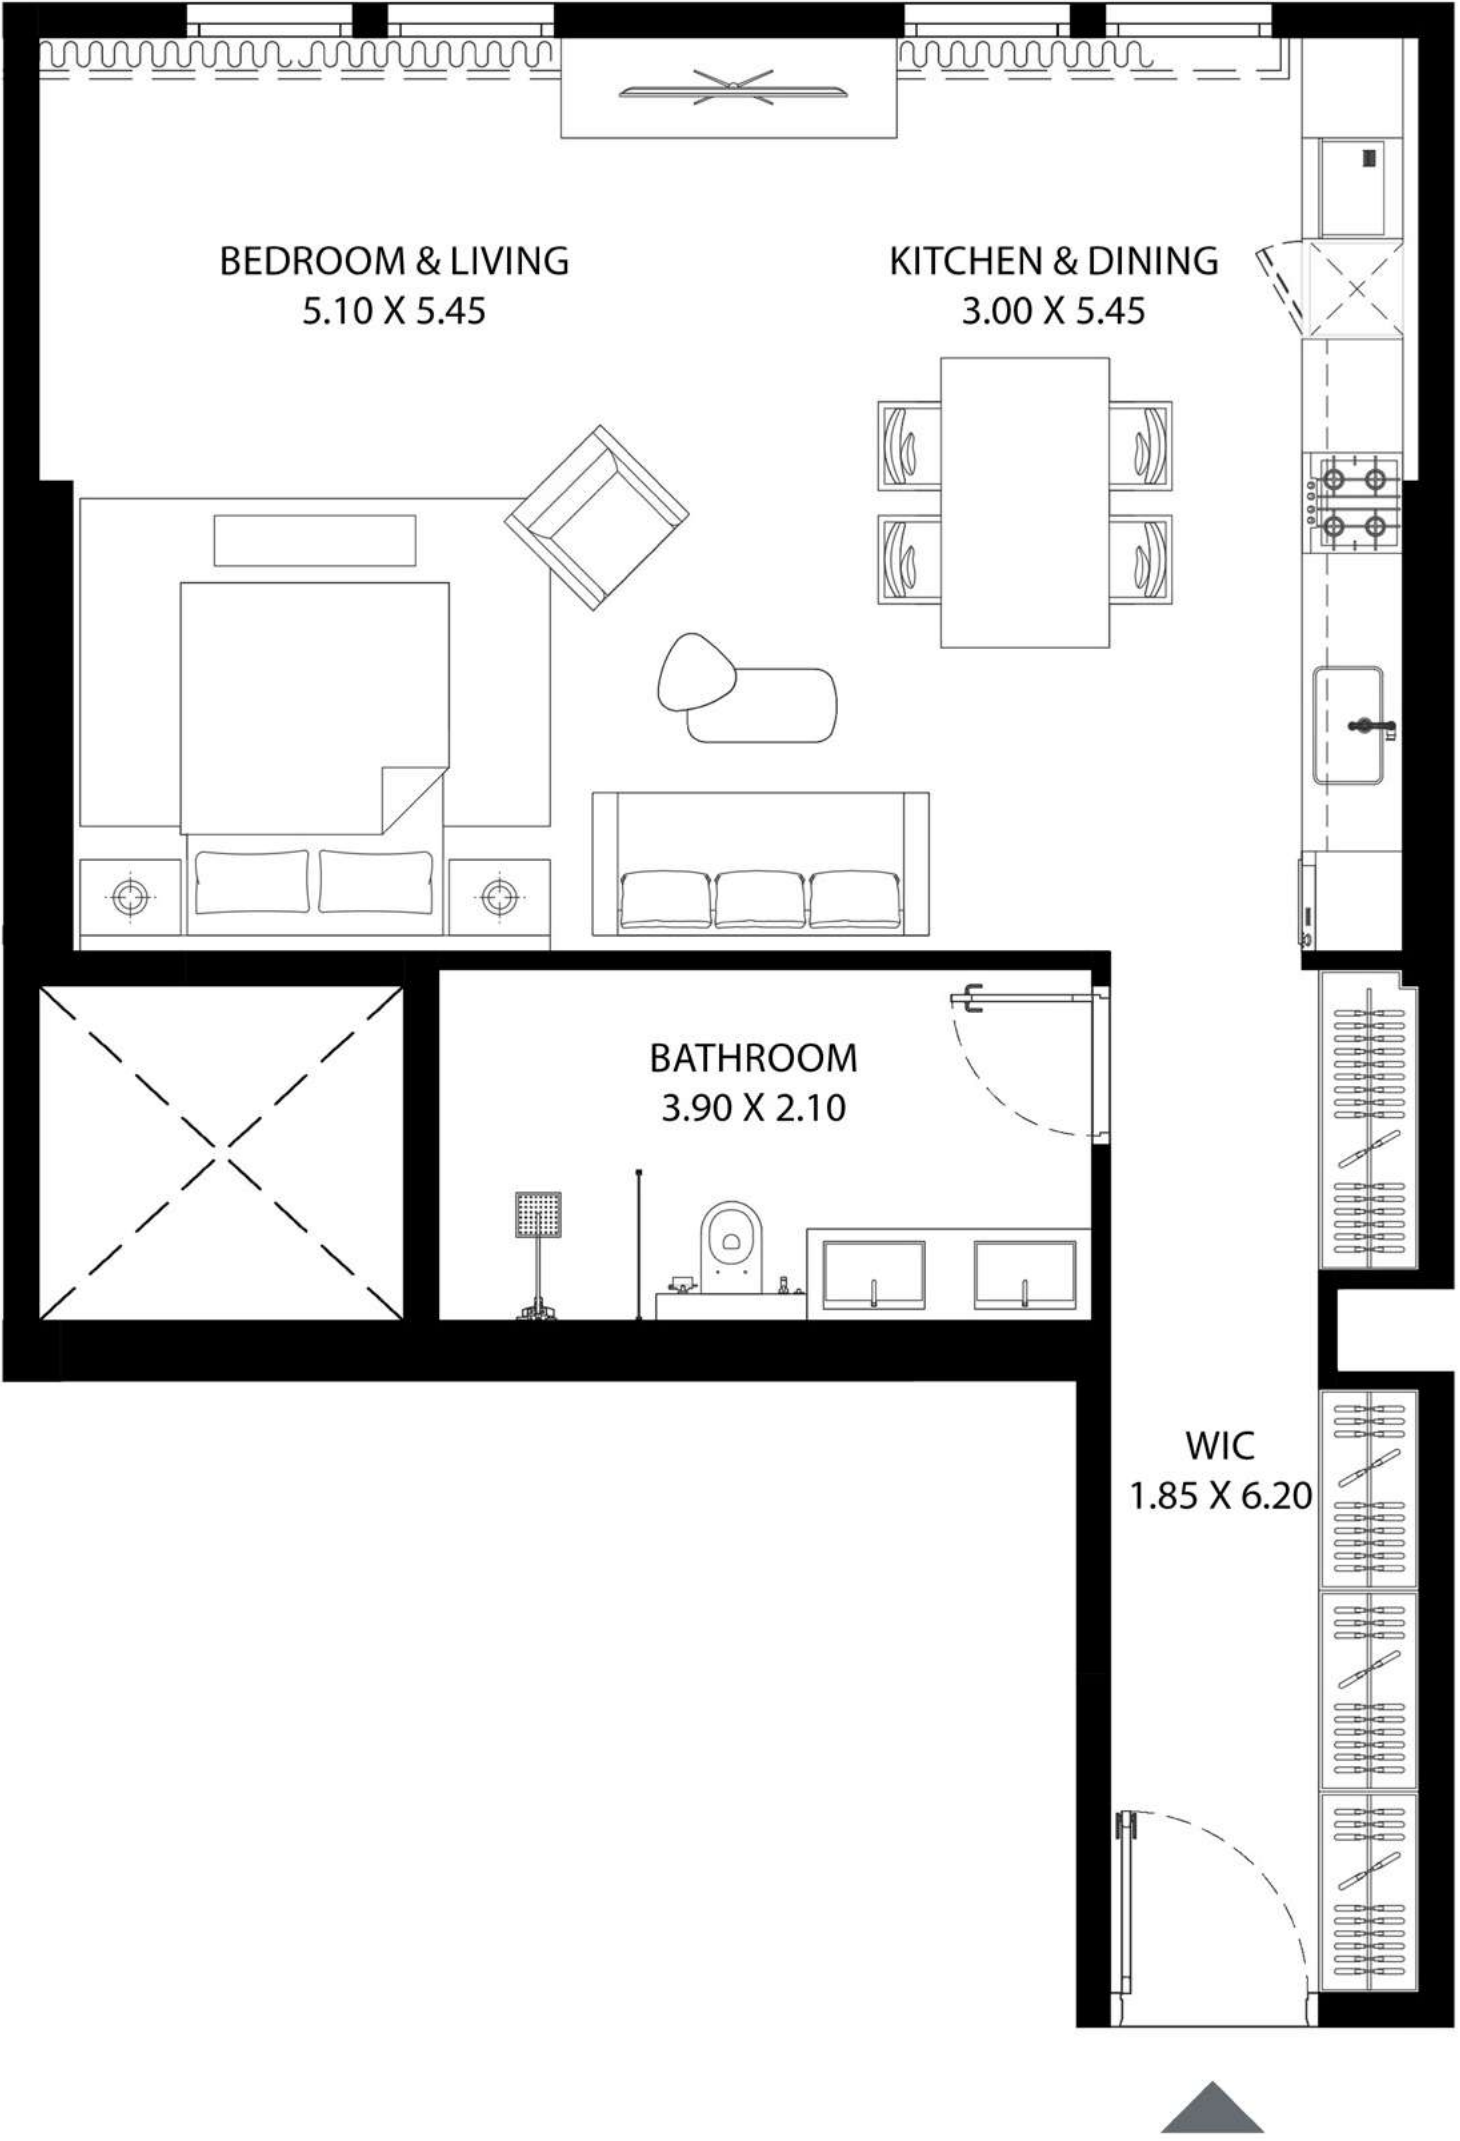 BEDROOM & LIVING
5.10 X 5.45
KITCHEN & DINING
3.00 X 5.45
BATHROOM
3.90 X 2.10
WIC
1.85 X 6.20